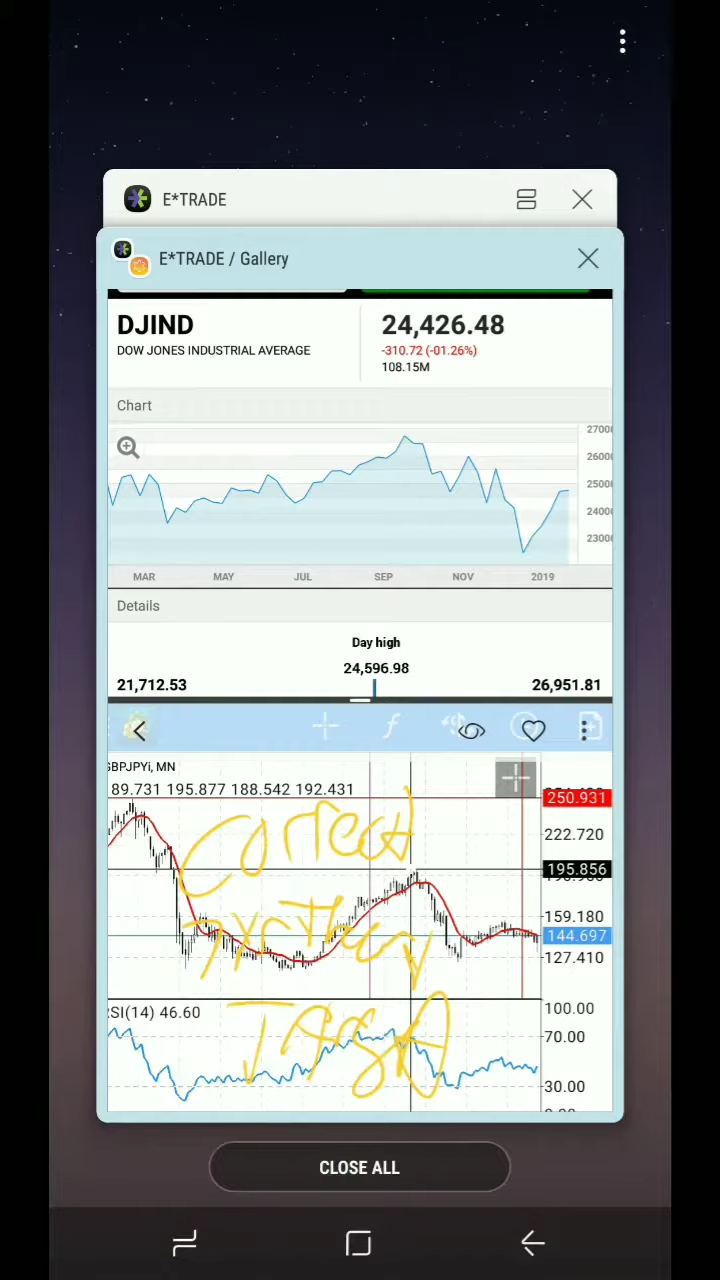 E*TRADE
E*TRADE / Gallery
DJIND
24,426.48
DOW JONES INDUSTRIAL AVERAGE
-310.72 (-01.26%)
108.15M
Chart
27000
26000
25000
24000
23000
MAR MAY JUL SEP NOV 2019
Details
Day high
24,596.98
21,712.53
26,951.81
GBPJPYi, MN
89.731 195.877 188.542 192.431
250.931
222.720
195.856
159.180
144.697
127.410
Correct
RSI(14) 46.60
100.00
70.00
30.00
CLOSE ALL